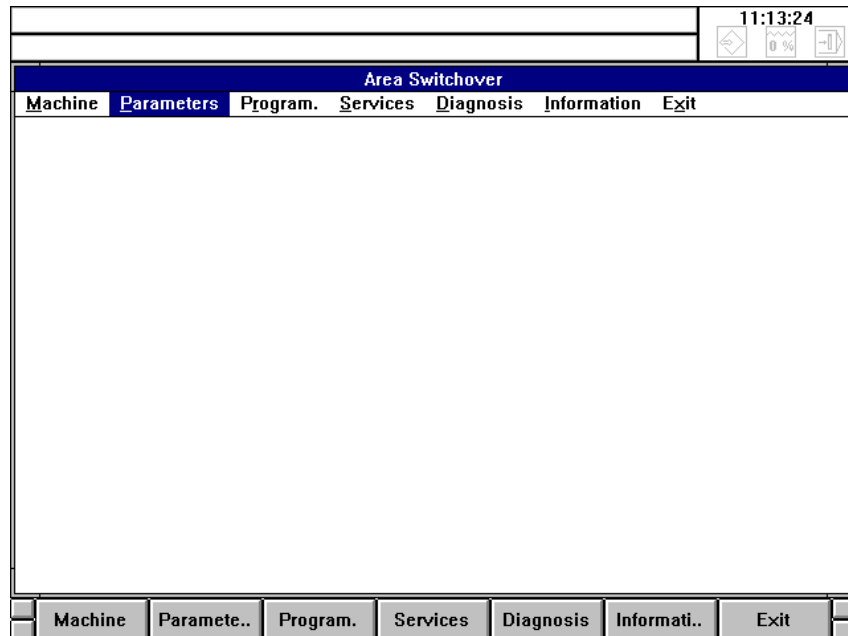 11:13:24
0 %
Area Switchover
Machine Parameters Program. Services Diagnosis Information Exit
Machine Paramete.. Program. Services Diagnosis Informati.. Exit